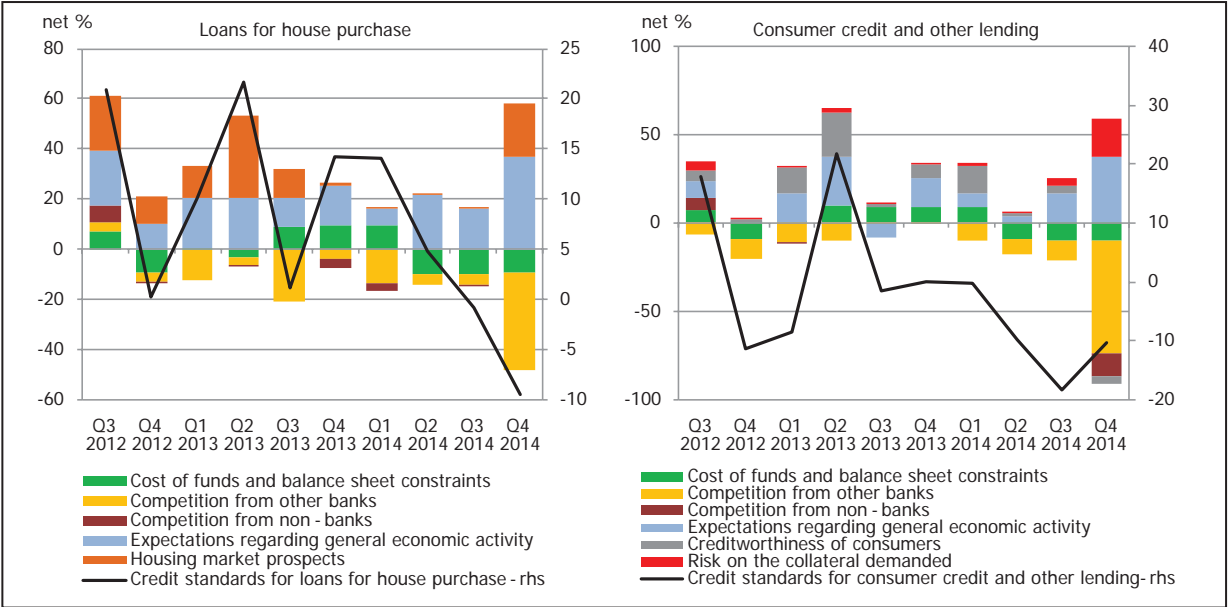 net %
Loans for house purchase
80
60
40
20
0
-20
-40
-60
25
20
15
10
5
0
-5
-10
Q3 Q4 Q1 Q2 Q3 Q4 Q1 Q2 Q3 Q4
2012 2012 2013 2013 2013 2013 2014 2014 2014 2014
Cost of funds and balance sheet constraints
Competition from other banks
Competition from non - banks
Expectations regarding general economic activity
Housing market prospects
Credit standards for loans for house purchase - rhs
net %
Consumer credit and other lending
100
50
0
-50
-100
40
30
20
10
0
-10
-20
Q3 Q4 Q1 Q2 Q3 Q4 Q1 Q2 Q3 Q4
2012 2012 2013 2013 2013 2013 2014 2014 2014 2014
Cost of funds and balance sheet constraints
Competition from other banks
Competition from non - banks
Expectations regarding general economic activity
Creditworthiness of consumers
Risk on the collateral demanded
Credit standards for consumer credit and other lending- rhs